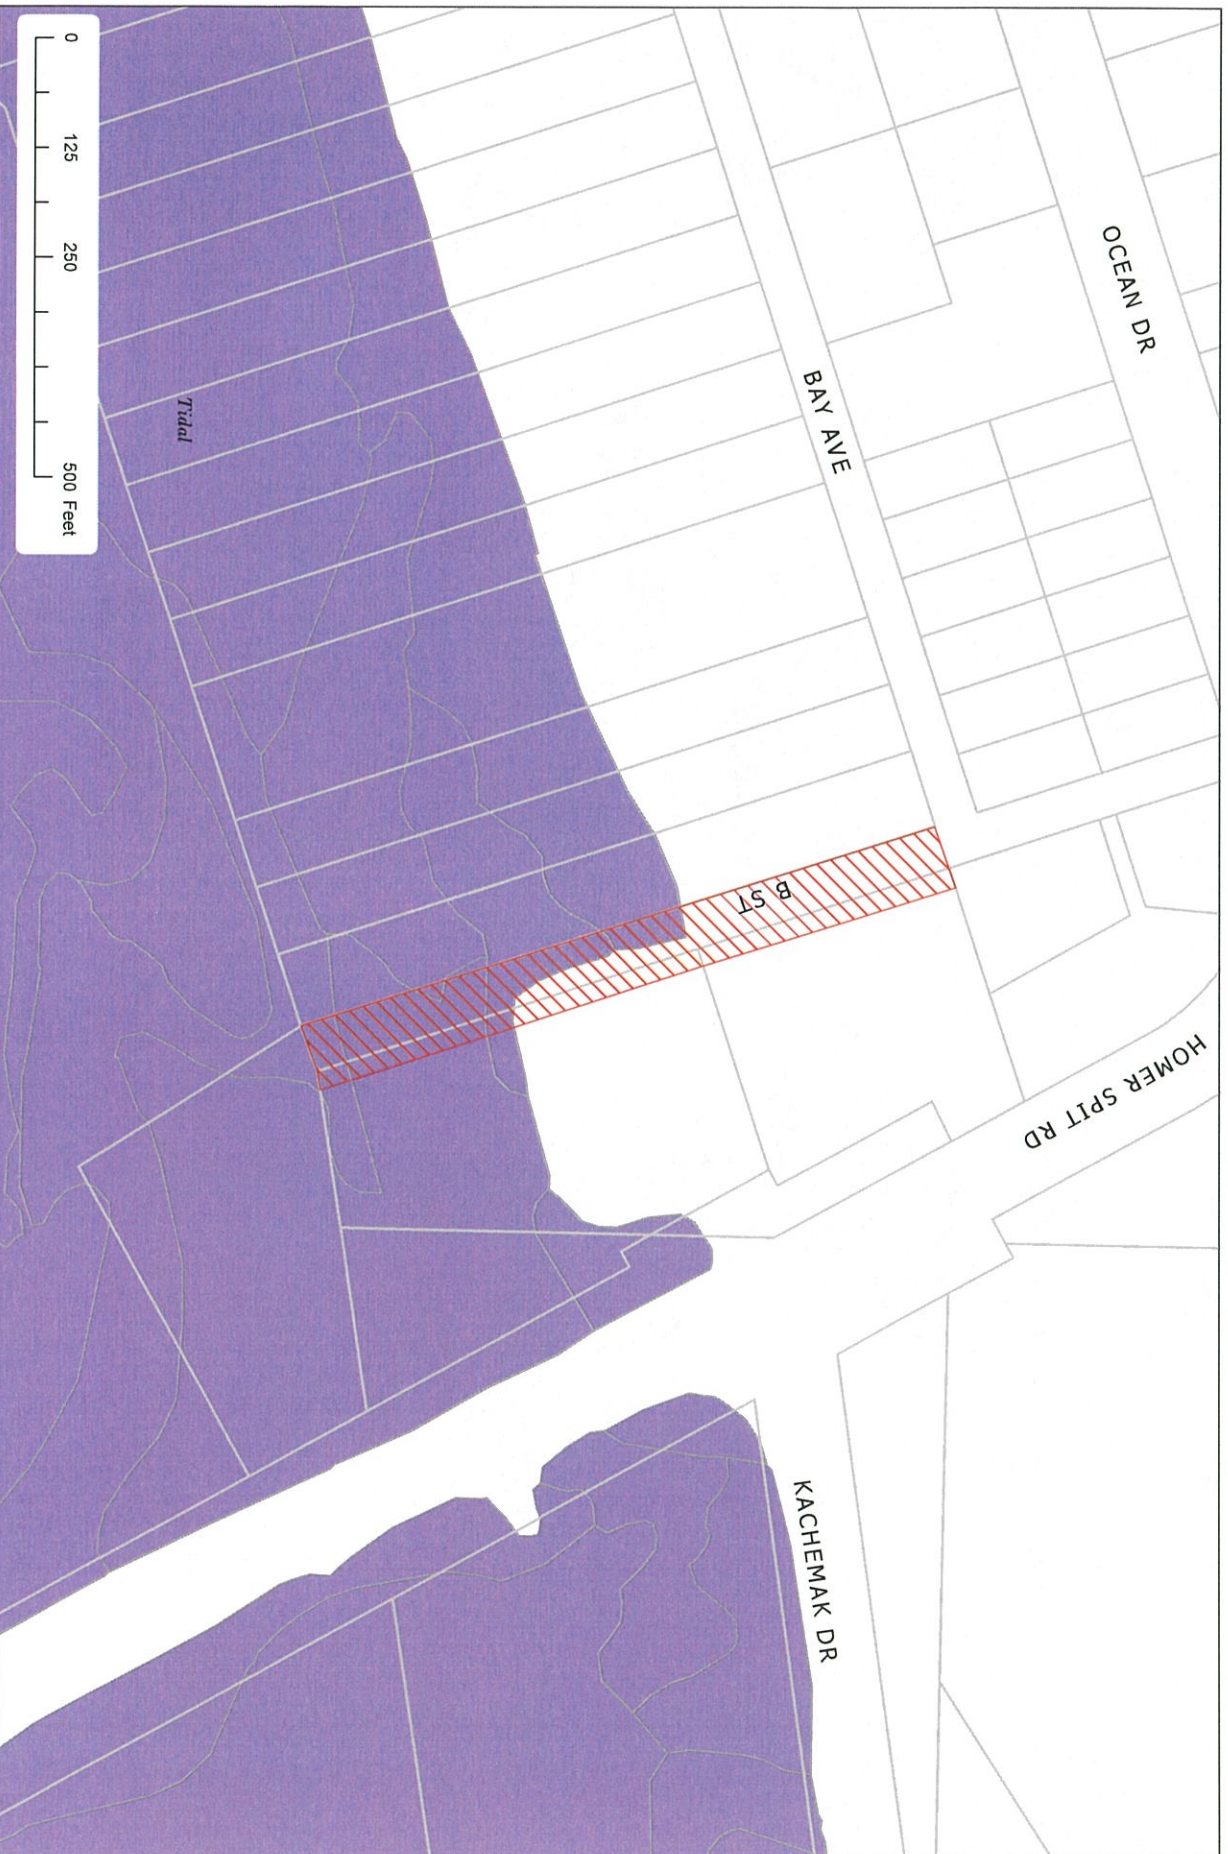 OCEAN DR
BAY AVE
B ST
HOMER SPIT RD
KACHEMAK DR
Tidal
0 125 250 500 Feet